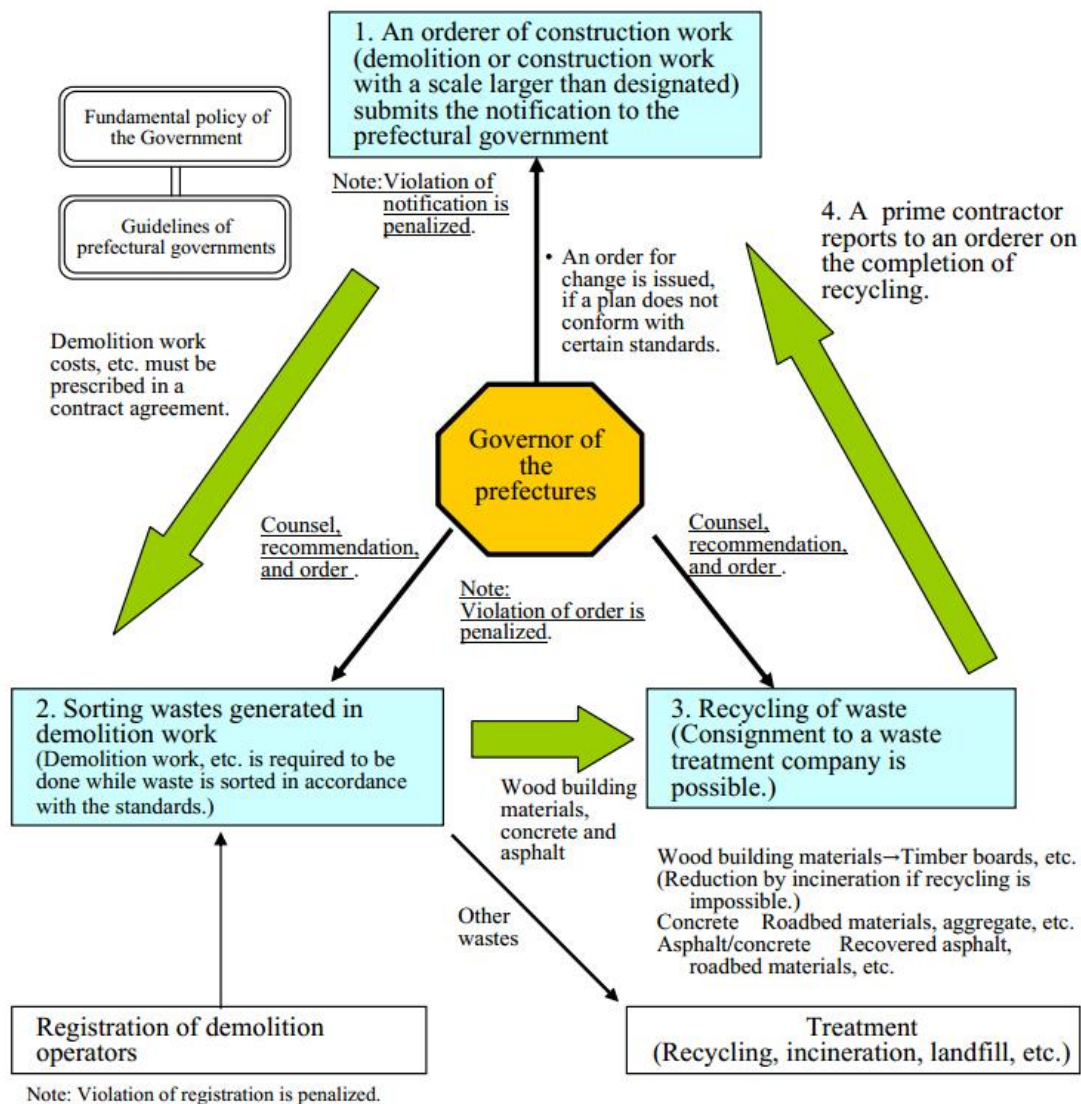 1. An orderer of construction work
(demolition or construction work
with a scale larger than designated)
submits the notification to the
prefectural government
Fundamental policy of
the Government
Guidelines of
prefectural governments
Note:Violation of
notification is
penalized.
• An order for
change is issued,
if a plan does not
conform with
certain standards.
4. A prime contractor
reports to an orderer on
the completion of
recycling.
Demolition work
costs, etc. must be
prescribed in a
contract agreement.
Governor of
the
prefectures
Counsel,
recommendation,
and order .
Note:
Violation of order is
penalized.
Counsel,
recommendation,
and order .
2. Sorting wastes generated in
demolition work
(Demolition work, etc. is required to be
done while waste is sorted in accordance
with the standards.)
Wood building
materials,
concrete and
asphalt
3. Recycling of waste
(Consignment to a waste
treatment company is
possible.)
Wood building materials→Timber boards, etc.
(Reduction by incineration if recycling is
impossible.)
Concrete Roadbed materials, aggregate, etc.
Asphalt/concrete Recovered asphalt,
roadbed materials, etc.
Other
wastes
Registration of demolition
operators
Treatment
(Recycling, incineration, landfill, etc.)
Note: Violation of registration is penalized.